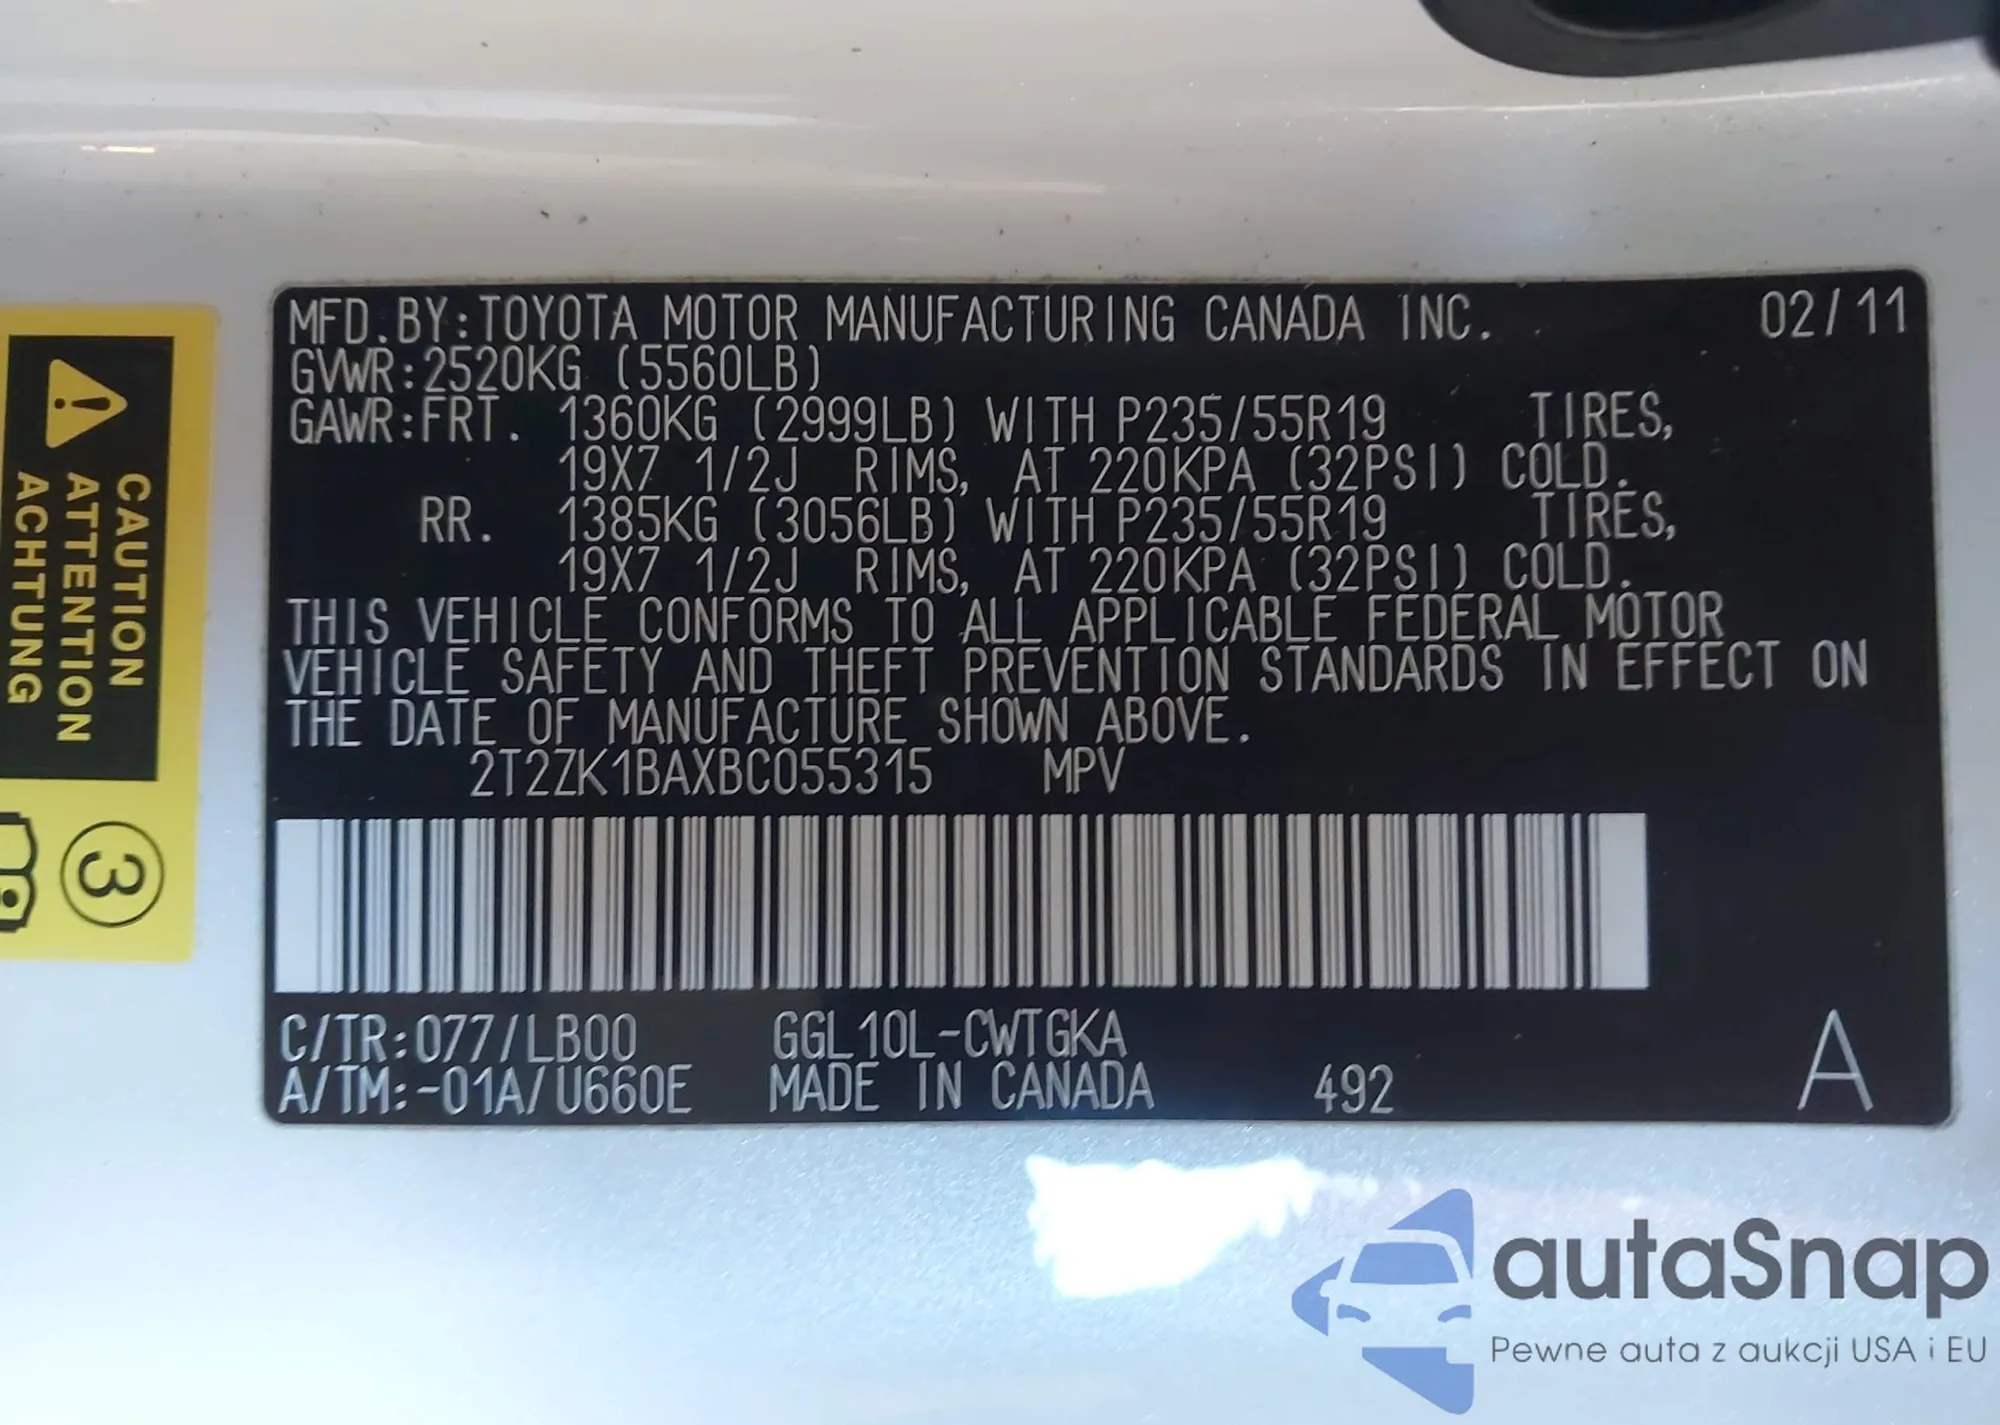 MFD. BY: TOYOTA MOTOR MANUFACTURING CANADA INC. 02/11
GVWR: 2520KG (5560LB)
GAWR: FRT. 1360KG (2999LB) WITH P235/55R19 TIRES,
19X7 1/2J RIMS, AT 220KPA (32PSI) COLD.
RR. 1385KG (3056LB) WITH P235/55R19 TIRES,
19X7 1/2J RIMS, AT 220KPA (32PSI) COLD.
THIS VEHICLE CONFORMS TO ALL APPLICABLE FEDERAL MOTOR
VEHICLE SAFETY AND THEFT PREVENTION STANDARDS IN EFFECT ON
THE DATE OF MANUFACTURE SHOWN ABOVE.
2T2ZK1BAXBC055315 MPV
C/TR: 077/LB00 GGL10L-CWTGKA
A/TM: -01A/U660E MADE IN CANADA 492 A
CAUTION
ATTENTION
ACHTUNG
3
autaSnap
Pewne auta z aukcji USA i EU